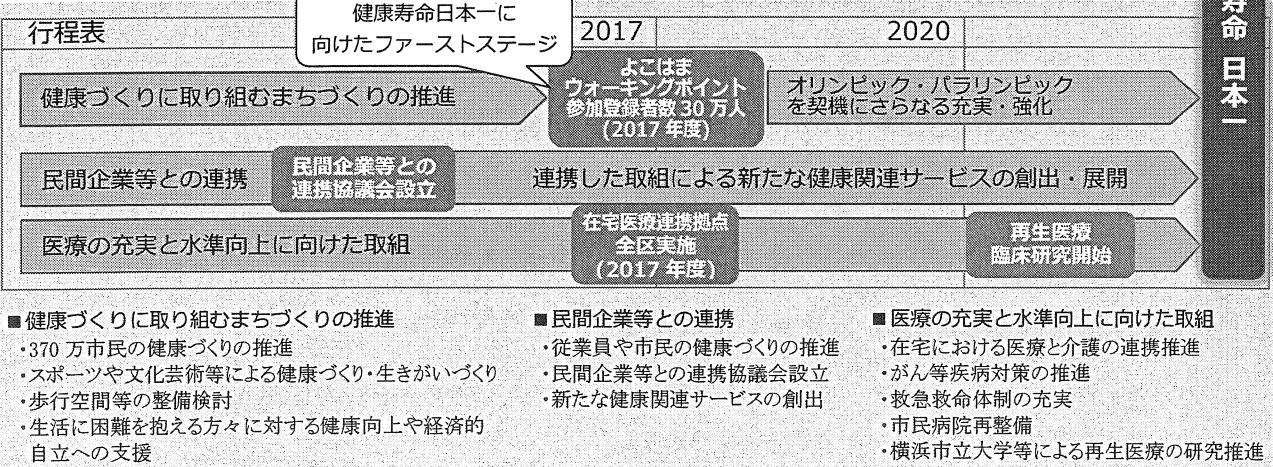 健康寿命日本一に
向けたファーストステージ
行程表
2017
2020
健康づくりに取り組むまちづくりの推進
よこはま
ウォーキングポイント
参加登録者数 30 万人
(2017 年度)
オリンピック・パラリンピック
を契機にさらなる充実・強化
民間企業等との連携
民間企業等との
連携協議会設立
連携した取組による新たな健康関連サービスの創出・展開
医療の充実と水準向上に向けた取組
在宅医療連携拠点
全区実施
(2017 年度)
再生医療
臨床研究開始
寿命 日本一
■健康づくりに取り組むまちづくりの推進
・370 万市民の健康づくりの推進
・スポーツや文化芸術等による健康づくり・生きがいづくり
・歩行空間等の整備検討
・生活に困難を抱える方々に対する健康向上や経済的
自立への支援
■民間企業等との連携
・従業員や市民の健康づくりの推進
・民間企業等との連携協議会設立
・新たな健康関連サービスの創出
■医療の充実と水準向上に向けた取組
・在宅における医療と介護の連携推進
・がん等疾病対策の推進
・救急救命体制の充実
・市民病院再整備
・横浜市立大学等による再生医療の研究推進